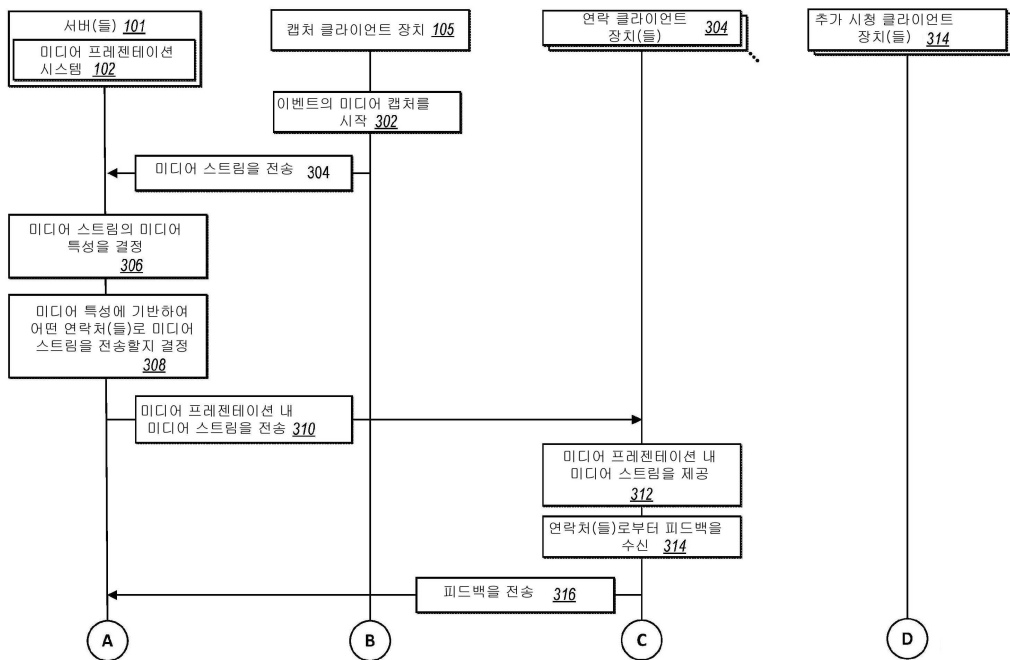 서버(들) 101
미디어 프레젠테이션
시스템 102
캡처 클라이언트 장치 105
연락 클라이언트 304
장치(들)
추가 시청 클라이언트
장치(들) 314
이벤트의 미디어 캡처를
시작 302
미디어 스트림을 전송 304
미디어 스트림의 미디어
특성을 결정
306
미디어 특성에 기반하여
어떤 연락처(들)로 미디어
스트림을 전송할지 결정
308
미디어 프레젠테이션 내
미디어 스트림을 전송 310
미디어 프레젠테이션 내
미디어 스트림을 제공
312
연락처(들)로부터 피드백을
수신 314
피드백을 전송 316
A
B
C
D